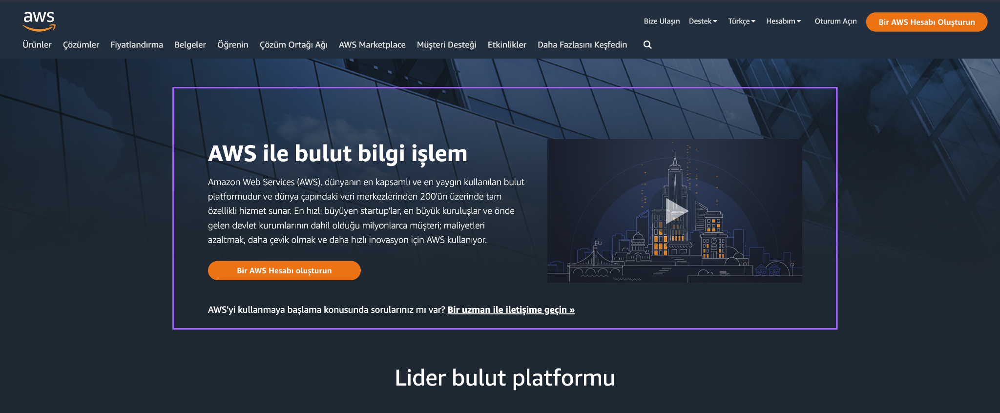 aws
Bize Ulaşın Destek Türkçe Hesabım Oturum Açın Bir AWS Hesabı Oluşturun
Ürünler Çözümler Fiyatlandırma Belgeler Öğrenin Çözüm Ortağı Ağı AWS Marketplace Müşteri Desteği Etkinlikler Daha Fazlasını Keşfedin
AWS ile bulut bilgi işlem
Amazon Web Services (AWS), dünyanın en kapsamlı ve en yaygın kullanılan bulut
platformudur ve dünya çapındaki veri merkezlerinden 200'ün üzerinde tam
özellikli hizmet sunar. En hızlı büyüyen startup'lar, en büyük kuruluşlar ve önde
gelen devlet kurumlarının dahil olduğu milyonlarca müşteri; maliyetleri
azaltmak, daha çevik olmak ve daha hızlı inovasyon için AWS kullanıyor.
Bir AWS Hesabı oluşturun
AWS'yi kullanmaya başlama konusunda sorularınız mı var? Bir uzman ile iletişime geçin »
Lider bulut platformu